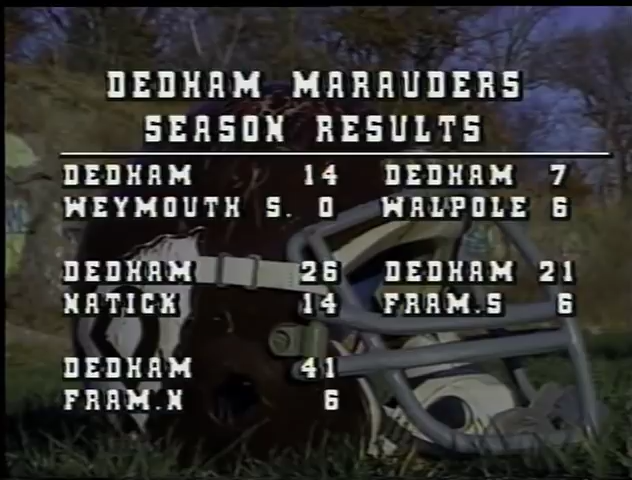 DEDHAM MARAUDERS
SEASON RESULTS
DEDHAM 14 DEDHAM 7
WEYMOUTH S. 0 WALPOLE 6
DEDHAM 26 DEDHAM 21
NATICK 14 FRAM.S 6
DEDHAM 41
FRAM.N 6